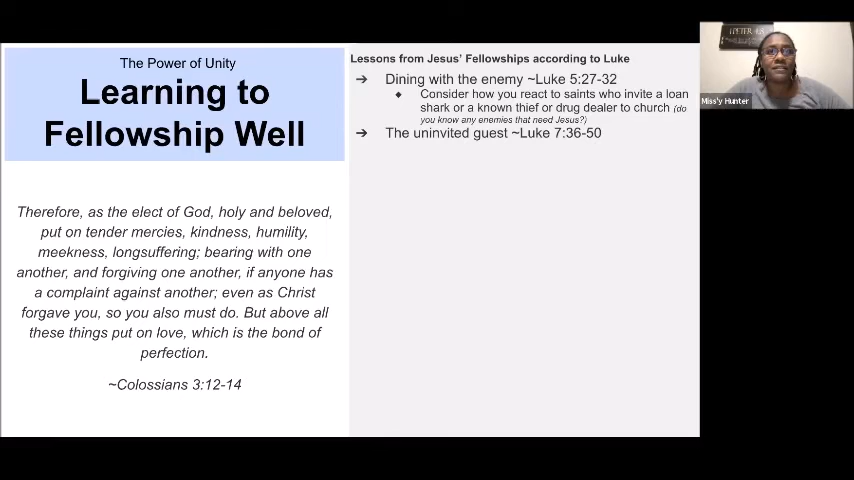 The Power of Unity
Learning to
Fellowship Well
Therefore, as the elect of God, holy and beloved,
put on tender mercies, kindness, humility,
meekness, longsuffering; bearing with one
another, and forgiving one another, if anyone has
a complaint against another; even as Christ
forgave you, so you also must do. But above all
these things put on love, which is the bond of
perfection.
~Colossians 3:12-14
Lessons from Jesus' Fellowships according to Luke
➔ Dining with the enemy ~Luke 5:27-32
◆ Consider how you react to saints who invite a loan
shark or a known thief or drug dealer to church (do
you know any enemies that need Jesus?)
➔ The uninvited guest ~Luke 7:36-50
Miss'y Hunter